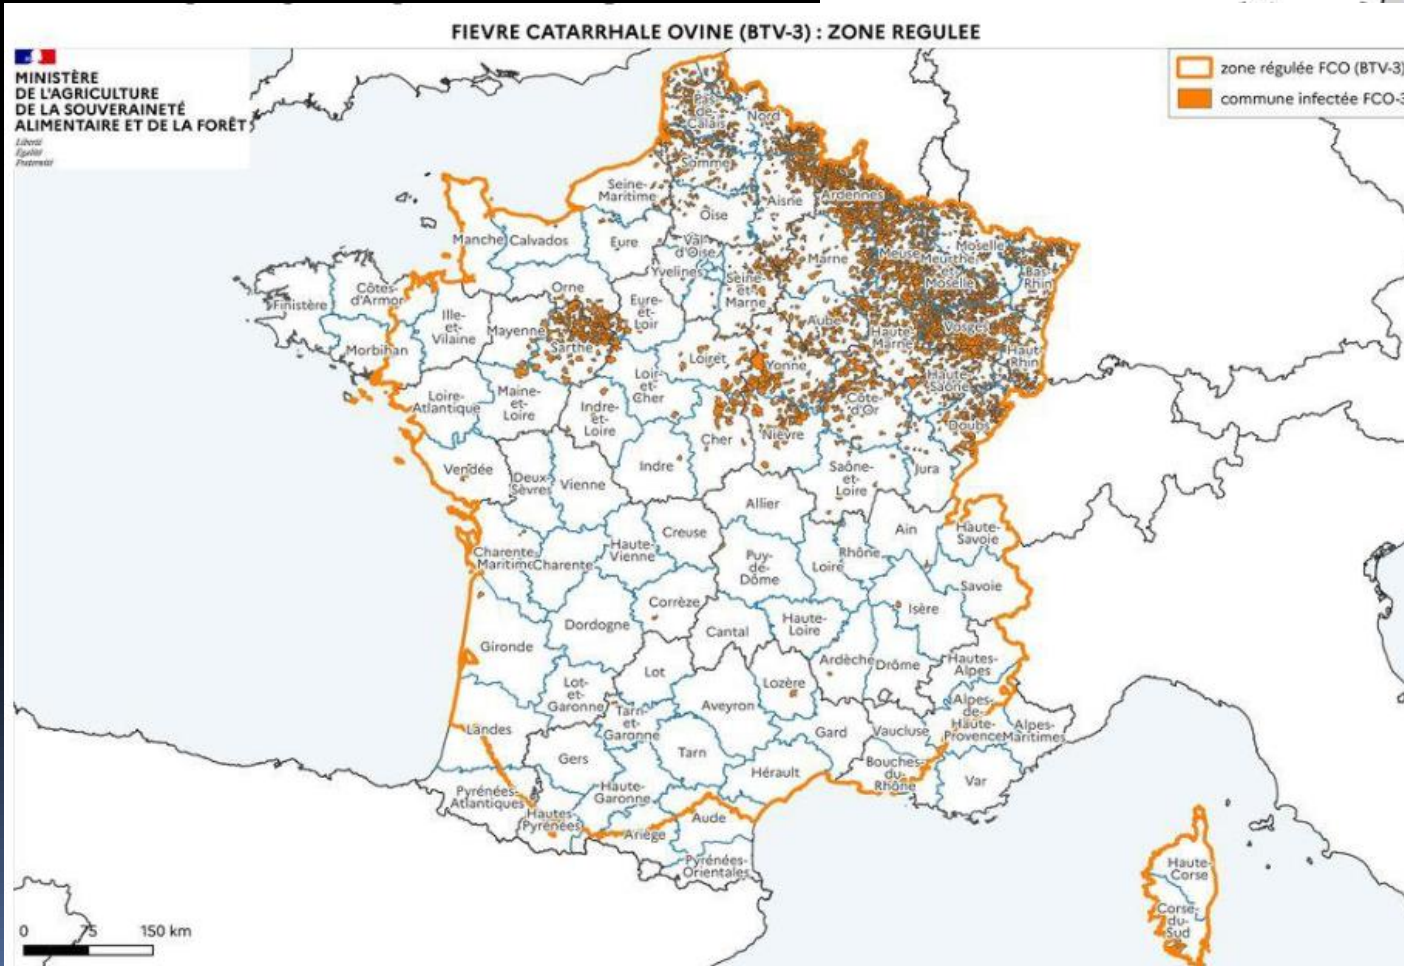 FIEVRE CATARRHALE OVINE (BTV-3) : ZONE REGULEE
MINISTÈRE
DE L'AGRICULTURE
DE LA SOUVERAINETÉ
ALIMENTAIRE ET DE LA FORÊT
Liberté
Égalité
Fraternité
zone régulée FCO (BTV-3)
commune infectée FCO-3
Pas-
de-
Calais
Nord
Somme
Seine-
Maritime
Oise
Aisne
Ardennes
Manche
Calvados
Eure
Val-
d'Oise
Yvelines
Seine-
et-
Marne
Marne
Meuse
Meurthe-
et-
Moselle
Moselle
Bas-
Rhin
Finistère
Côtes-
d'Armor
Morbihan
Ille-
et-
Vilaine
Mayenne
Orne
Sarthe
Eure-
et-
Loir
Loiret
Aube
Haute-
Marne
Vosges
Haut-
Rhin
Yonne
Haute-
Saône
Côte-
d'Or
Doubs
Loire-
Atlantique
Maine-
et-
Loire
Indre-
et-
Loire
Loir-
et-
Cher
Cher
Nièvre
Vendée
Deux-
Sèvres
Vienne
Indre
Saône-
et-
Loire
Jura
Allier
Ain
Haute-
Savoie
Charente-
Maritime
Charente
Haute-
Vienne
Creuse
Puy-
de-
Dôme
Loire
Rhône
Savoie
Isère
Corrèze
Dordogne
Cantal
Haute-
Loire
Gironde
Lot
Lozère
Ardèche
Drôme
Hautes-
Alpes
Lot-
et-
Garonne
Tarn-
et-
Garonne
Aveyron
Gard
Vaucluse
Alpes-
de-
Haute-
Provence
Alpes-
Maritimes
Landes
Gers
Tarn
Hérault
Bouches-
du-
Rhône
Var
Pyrénées-
Atlantiques
Hautes-
Pyrénées
Haute-
Garonne
Ariège
Aude
Pyrénées-
Orientales
Haute-
Corse
Corse-
du-
Sud
0 75 150 km